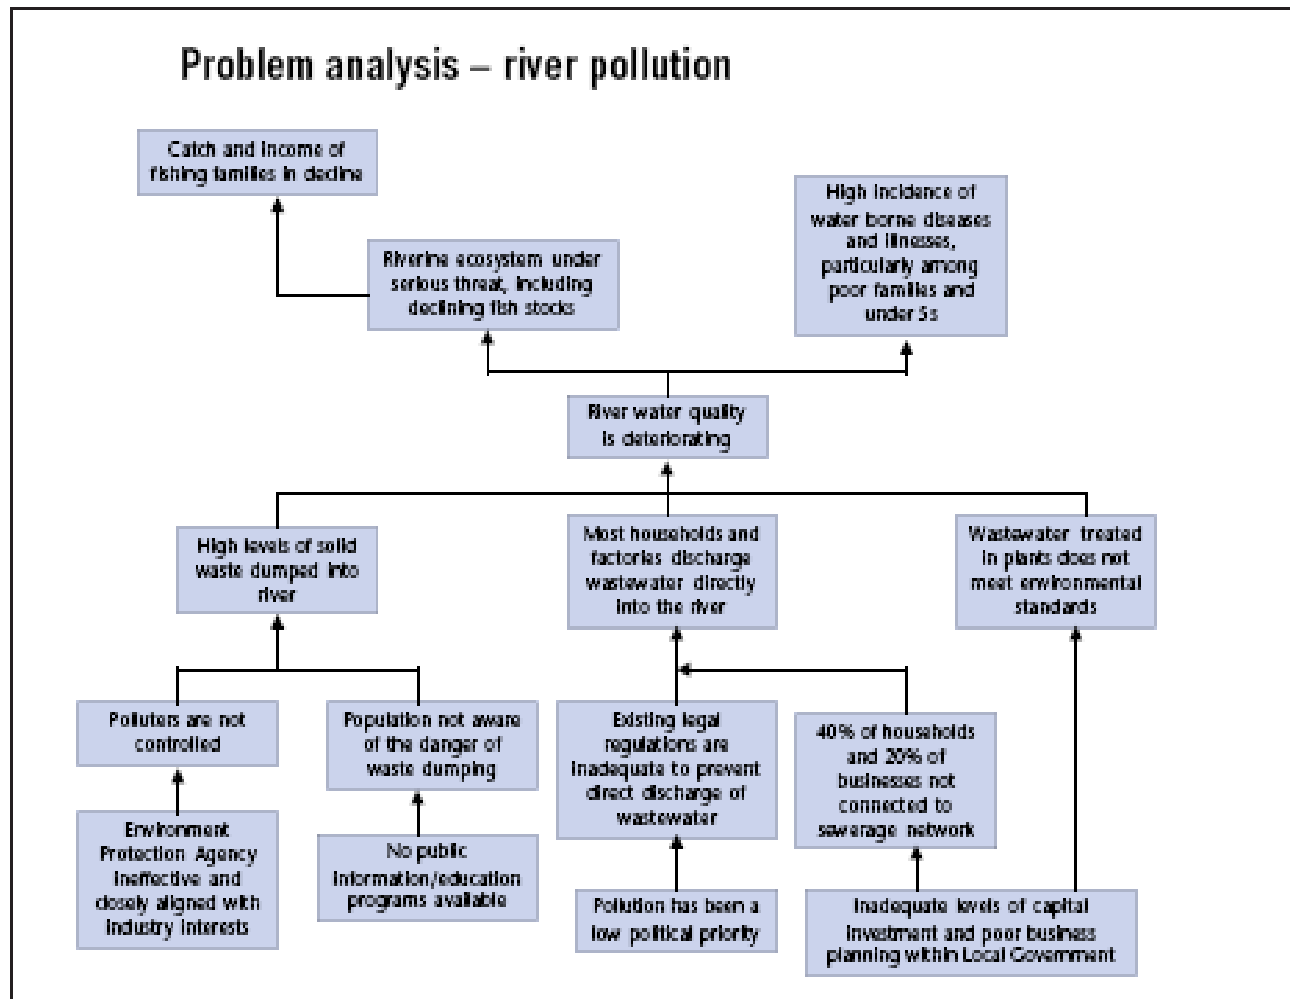 Problem analysis – river pollution
Catch and income of
fishing families in decline
High incidence of
water borne diseases
and illnesses,
particularly among
poor families and
under 5s
Riverine ecosystem under
serious threat, including
declining fish stocks
River water quality
is deteriorating
High levels of solid
waste dumped into
river
Most households and
factories discharge
wastewater directly
into the river
Wastewater treated
in plants does not
meet environmental
standards
Polluters are not
controlled
Population not aware
of the danger of
waste dumping
Existing legal
regulations are
inadequate to prevent
direct discharge of
wastewater
40% of households
and 20% of
businesses not
connected to
sewerage network
Environment
Protection Agency
ineffective and
closely aligned with
industry interests
No public
information/education
programs available
Pollution has been a
low political priority
Inadequate levels of capital
investment and poor business
planning within Local Government